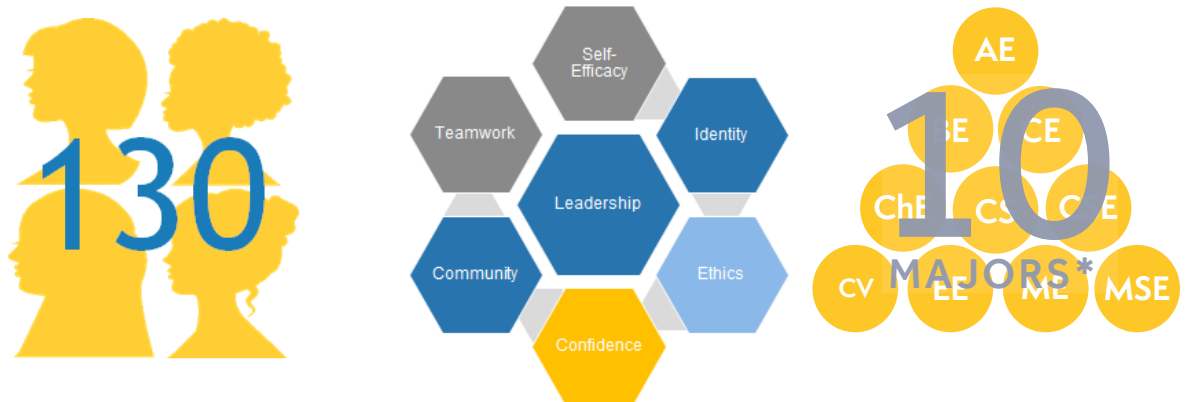 130
Self-
Efficacy
Teamwork
Identity
Leadership
Community
Ethics
Confidence
AE
BE CE
10
ChE CS CSE
MAJORS*
CV EE ME MSE